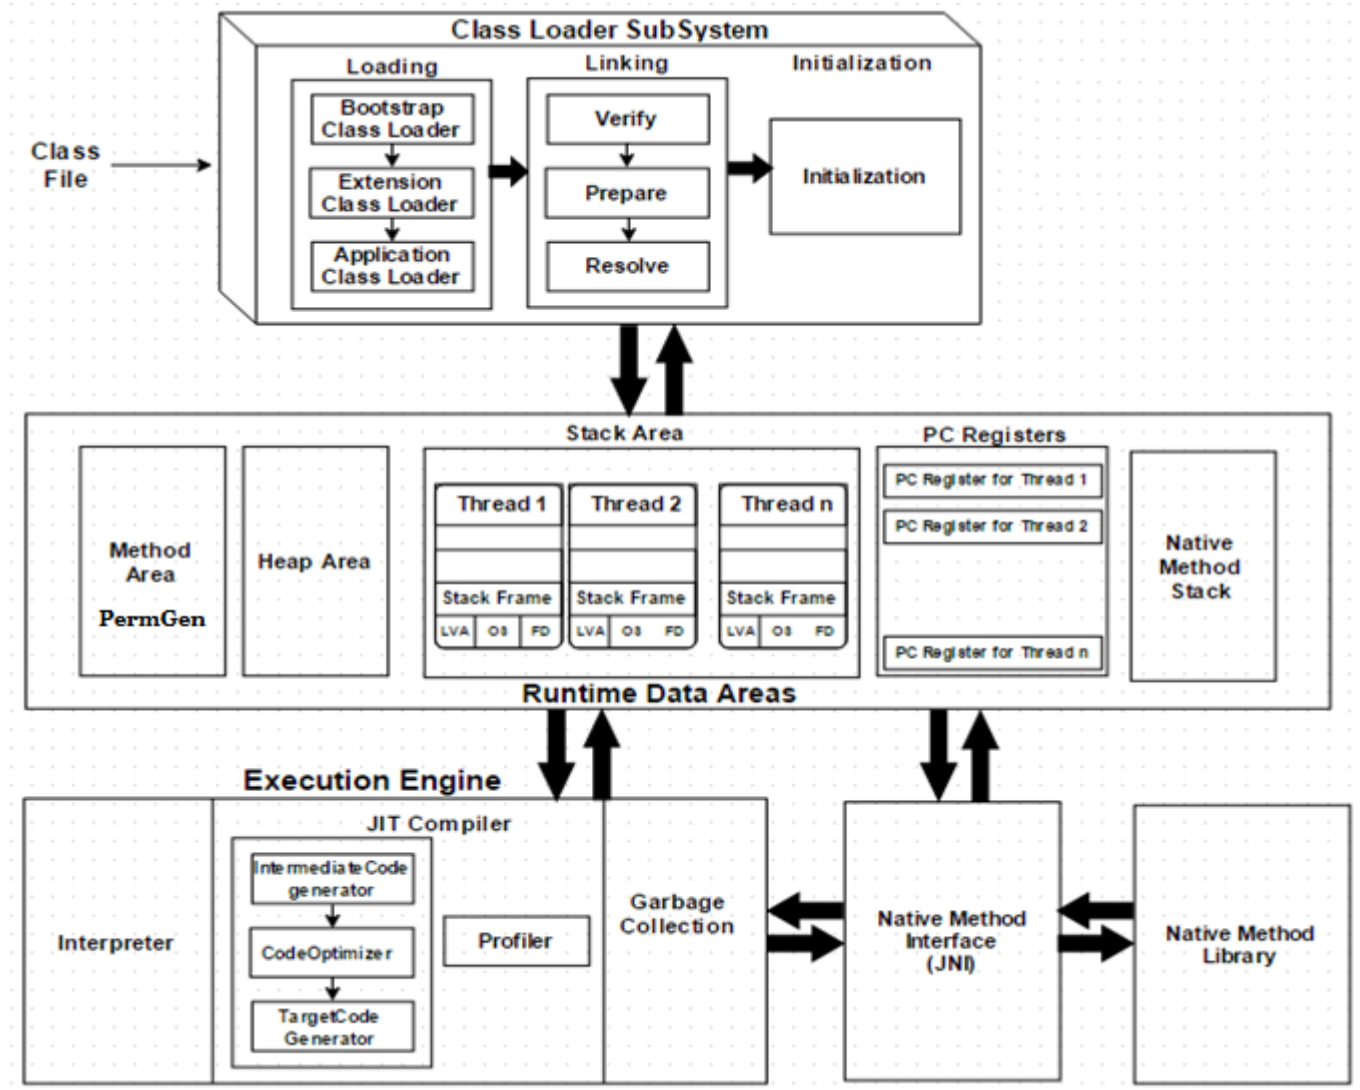 Class Loader SubSystem
Loading
Linking
Initialization
Bootstrap
Class Loader
Verify
Class
File
Extension
Class Loader
Prepare
Initialization
Application
Class Loader
Resolve
Stack Area
PC Registers
Method
Area
PermGen
Heap Area
Thread 1
Thread 2
Thread n
Stack Frame
Stack Frame
Stack Frame
LVA
OS
FD
LVA
OS
FD
LVA
OS
FD
PC Register for Thread 1
PC Register for Thread 2
PC Register for Thread n
Native
Method
Stack
Runtime Data Areas
Execution Engine
Interpreter
JIT Compiler
IntermediateCode
generator
CodeOptimizer
TargetCode
Generator
Profiler
Garbage
Collection
Native Method
Interface
(JNI)
Native Method
Library